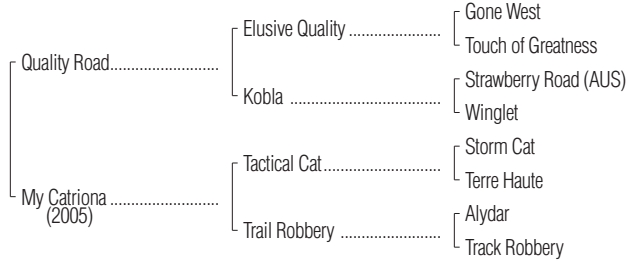 Gone West
Elusive Quality ...................
Touch of Greatness
Quality Road.......................
Strawberry Road (AUS)
Kobla ...............................
Winglet
Storm Cat
Tactical Cat........................
Terre Haute
My Catriona .......................
(2005)
Alydar
Trail Robbery .....................
Track Robbery